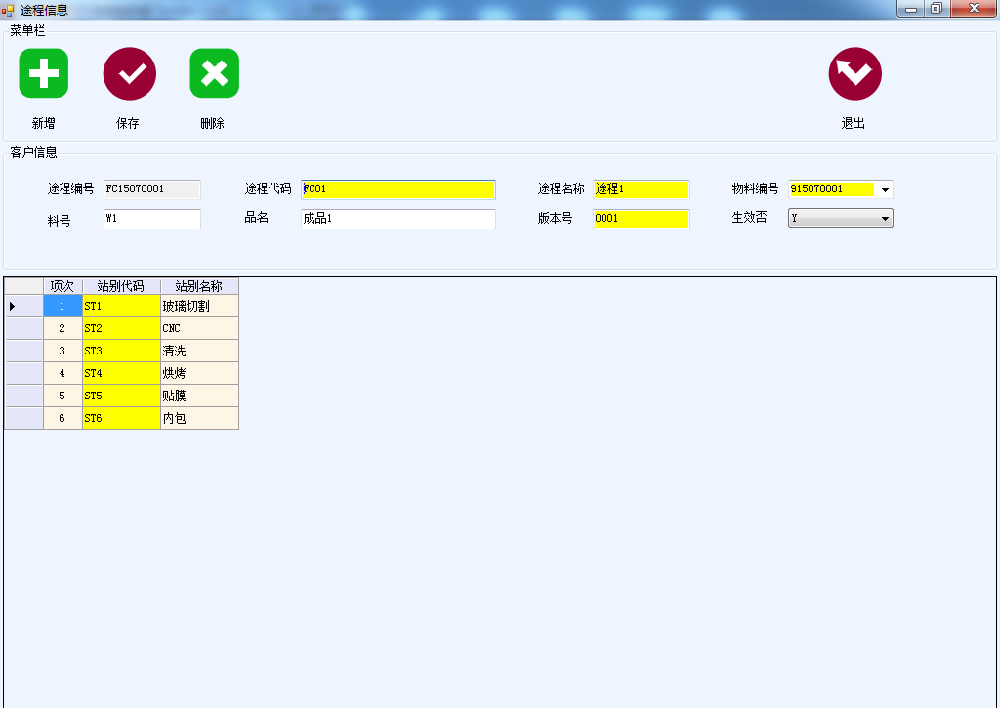 途程信息
菜单栏
新增 保存 删除 退出
客户信息
途程编号 FC15070001 途程代码 FC01 途程名称 途程1 物料编号 915070001
料号 W1 品名 成品1 版本号 0001 生效否 Y
项次 站别代码 站别名称
1 ST1 玻璃切割
2 ST2 CNC
3 ST3 清洗
4 ST4 烘烤
5 ST5 贴膜
6 ST6 内包